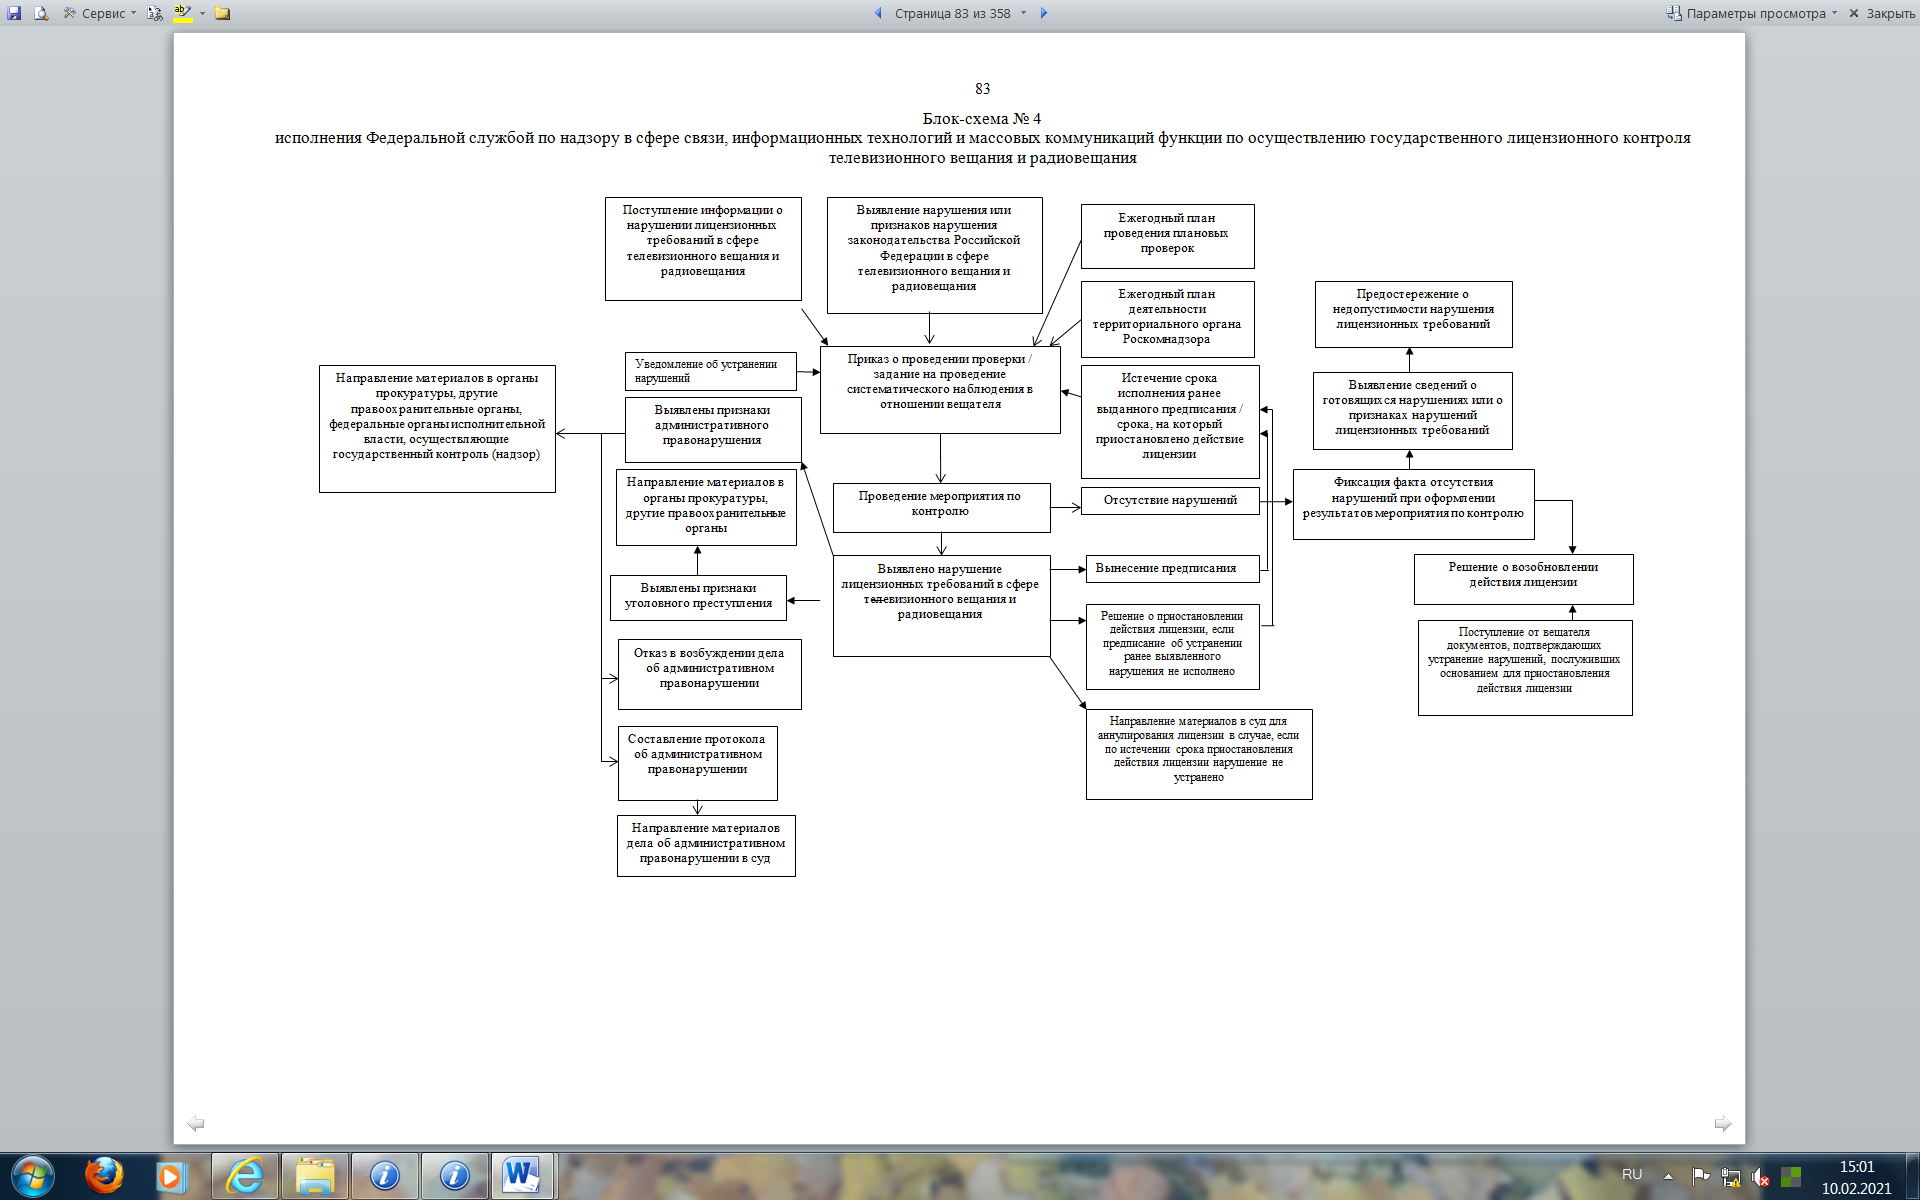 Сервис
Страница 83 из 358
Параметры просмотра
Закрыть
83
Блок-схема № 4
исполнения Федеральной службой по надзору в сфере связи, информационных технологий и массовых коммуникаций функции по осуществлению государственного лицензионного контроля
телевизионного вещания и радиовещания
Поступление информации о
нарушении лицензионных
требований в сфере
телевизионного вещания и
радиовещания
Выявление нарушения или
признаков нарушения
законодательства Российской
Федерации в сфере
телевизионного вещания и
радиовещания
Ежегодный план
проведения плановых
проверок
Ежегодный план
деятельности
территориального органа
Роскомнадзора
Предостережение о
недопустимости нарушения
лицензионных требований
Уведомление об устранении
нарушений
Приказ о проведении проверки /
задание на проведение
систематического наблюдения в
отношении вещателя
Истечение срока
исполнения ранее
выданного предписания /
срока, на который
приостановлено действие
лицензии
Выявление сведений о
готовящихся нарушениях или о
признаках нарушений
лицензионных требований
Направление материалов в органы
прокуратуры, другие
правоохранительные органы,
федеральные органы исполнительной
власти, осуществляющие
государственный контроль (надзор)
Выявлены признаки
административного
правонарушения
Направление материалов в
органы прокуратуры,
другие правоохранительные
органы
Проведение мероприятия по
контролю
Отсутствие нарушений
Фиксация факта отсутствия
нарушений при оформлении
результатов мероприятия по контролю
Выявлены признаки
уголовного преступления
Выявлено нарушение
лицензионных требований в сфере
телевизионного вещания и
радиовещания
Вынесение предписания
Решение о возобновлении
действия лицензии
Решение о приостановлении
действия лицензии, если
предписание об устранении
ранее выявленного
нарушения не исполнено
Поступление от вещателя
документов, подтверждающих
устранение нарушений, послуживших
основанием для приостановления
действия лицензии
Отказ в возбуждении дела
об административном
правонарушении
Направление материалов в суд для
аннулирования лицензии в случае, если
по истечении срока приостановления
действия лицензии нарушение не
устранено
Составление протокола
об административном
правонарушении
Направление материалов
дела об административном
правонарушении в суд
RU
15:01
10.02.2021